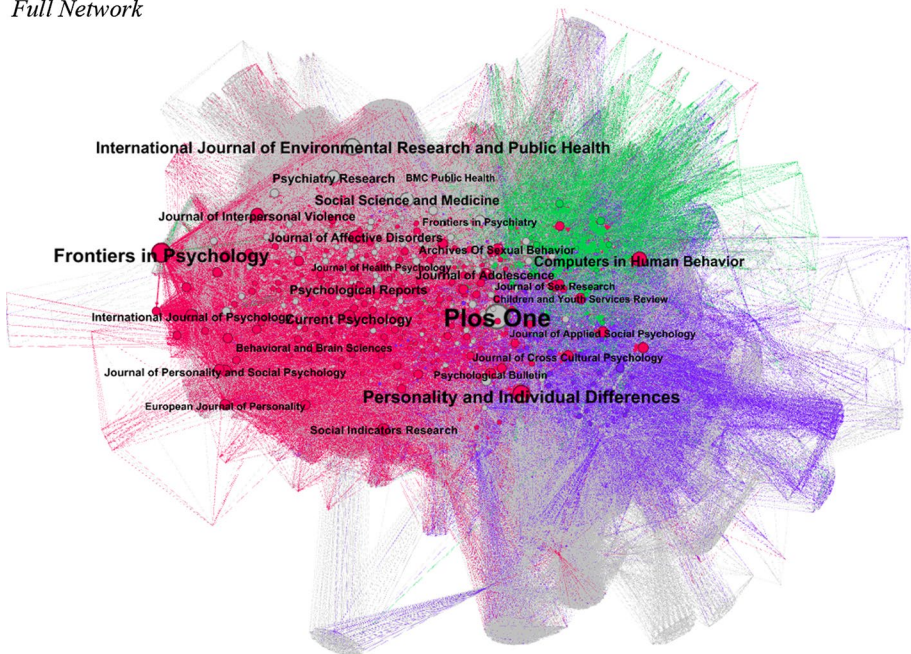 Full Network
International Journal of Environmental Research and Public Health
Psychiatry Research
BMC Public Health
Social Science and Medicine
Journal of Interpersonal Violence
Frontiers in Psychiatry
Journal of Affective Disorders
Archives Of Sexual Behavior
Frontiers in Psychology
Computers in Human Behavior
Journal of Health Psychology
Journal of Adolescence
Journal of Sex Research
Psychological Reports
Children and Youth Services Review
International Journal of Psychology
Current Psychology
Plos One
Journal of Applied Social Psychology
Behavioral and Brain Sciences
Journal of Cross Cultural Psychology
Journal of Personality and Social Psychology
Psychological Bulletin
Personality and Individual Differences
European Journal of Personality
Social Indicators Research